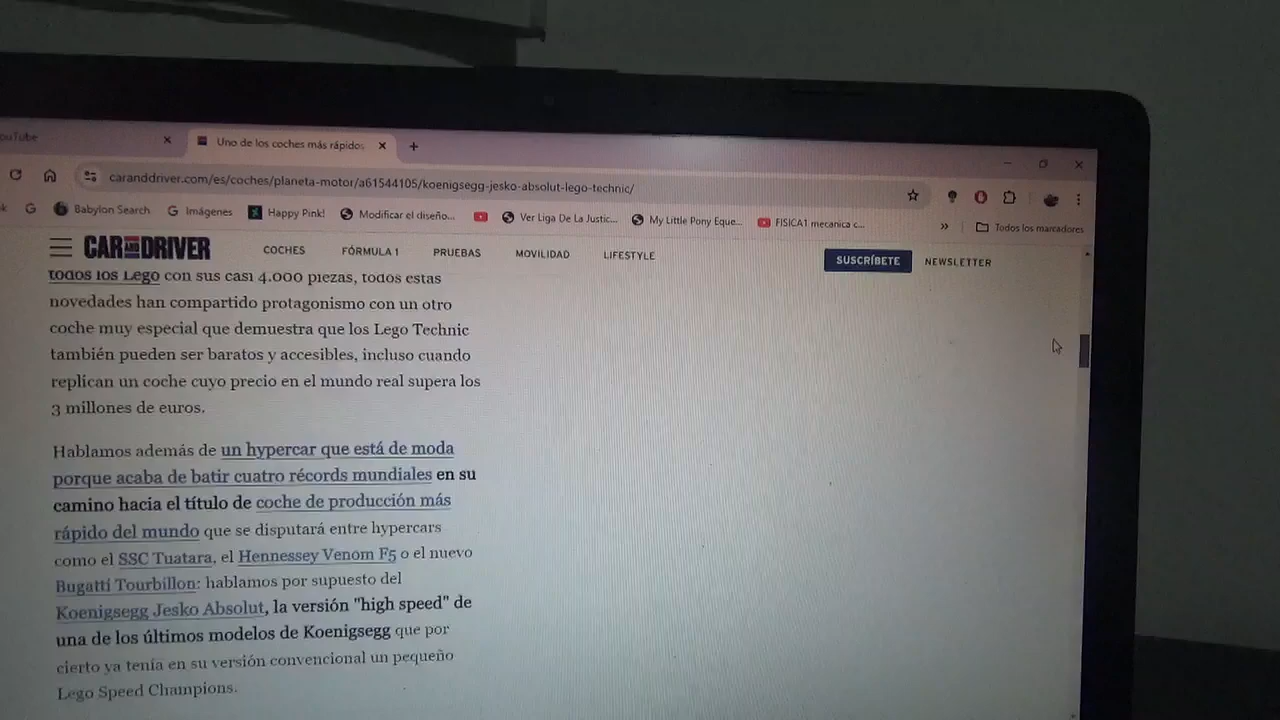 ouTube
Uno de los coches más rápidos
caranddriver.com/es/coches/planeta-motor/a61544105/koenigsegg-jesko-absolut-lego-technic/
Babylon Search
Imágenes
Happy Pink!
Modificar el diseño...
Ver Liga De La Justic...
My Little Pony Eque...
FISICA1 mecanica c...
Todos los marcadores
CAR AND DRIVER
COCHES
FÓRMULA 1
PRUEBAS
MOVILIDAD
LIFESTYLE
SUSCRÍBETE
NEWSLETTER
todos los Lego con sus casi 4.000 piezas, todos estas
novedades han compartido protagonismo con un otro
coche muy especial que demuestra que los Lego Technic
también pueden ser baratos y accesibles, incluso cuando
replican un coche cuyo precio en el mundo real supera los
3 millones de euros.
Hablamos además de un hypercar que está de moda
porque acaba de batir cuatro récords mundiales en su
camino hacia el título de coche de producción más
rápido del mundo que se disputará entre hypercars
como el SSC Tuatara, el Hennessey Venom F5 o el nuevo
Bugatti Tourbillon: hablamos por supuesto del
Koenigsegg Jesko Absolut, la versión "high speed" de
una de los últimos modelos de Koenigsegg que por
cierto ya tenía en su versión convencional un pequeño
Lego Speed Champions.